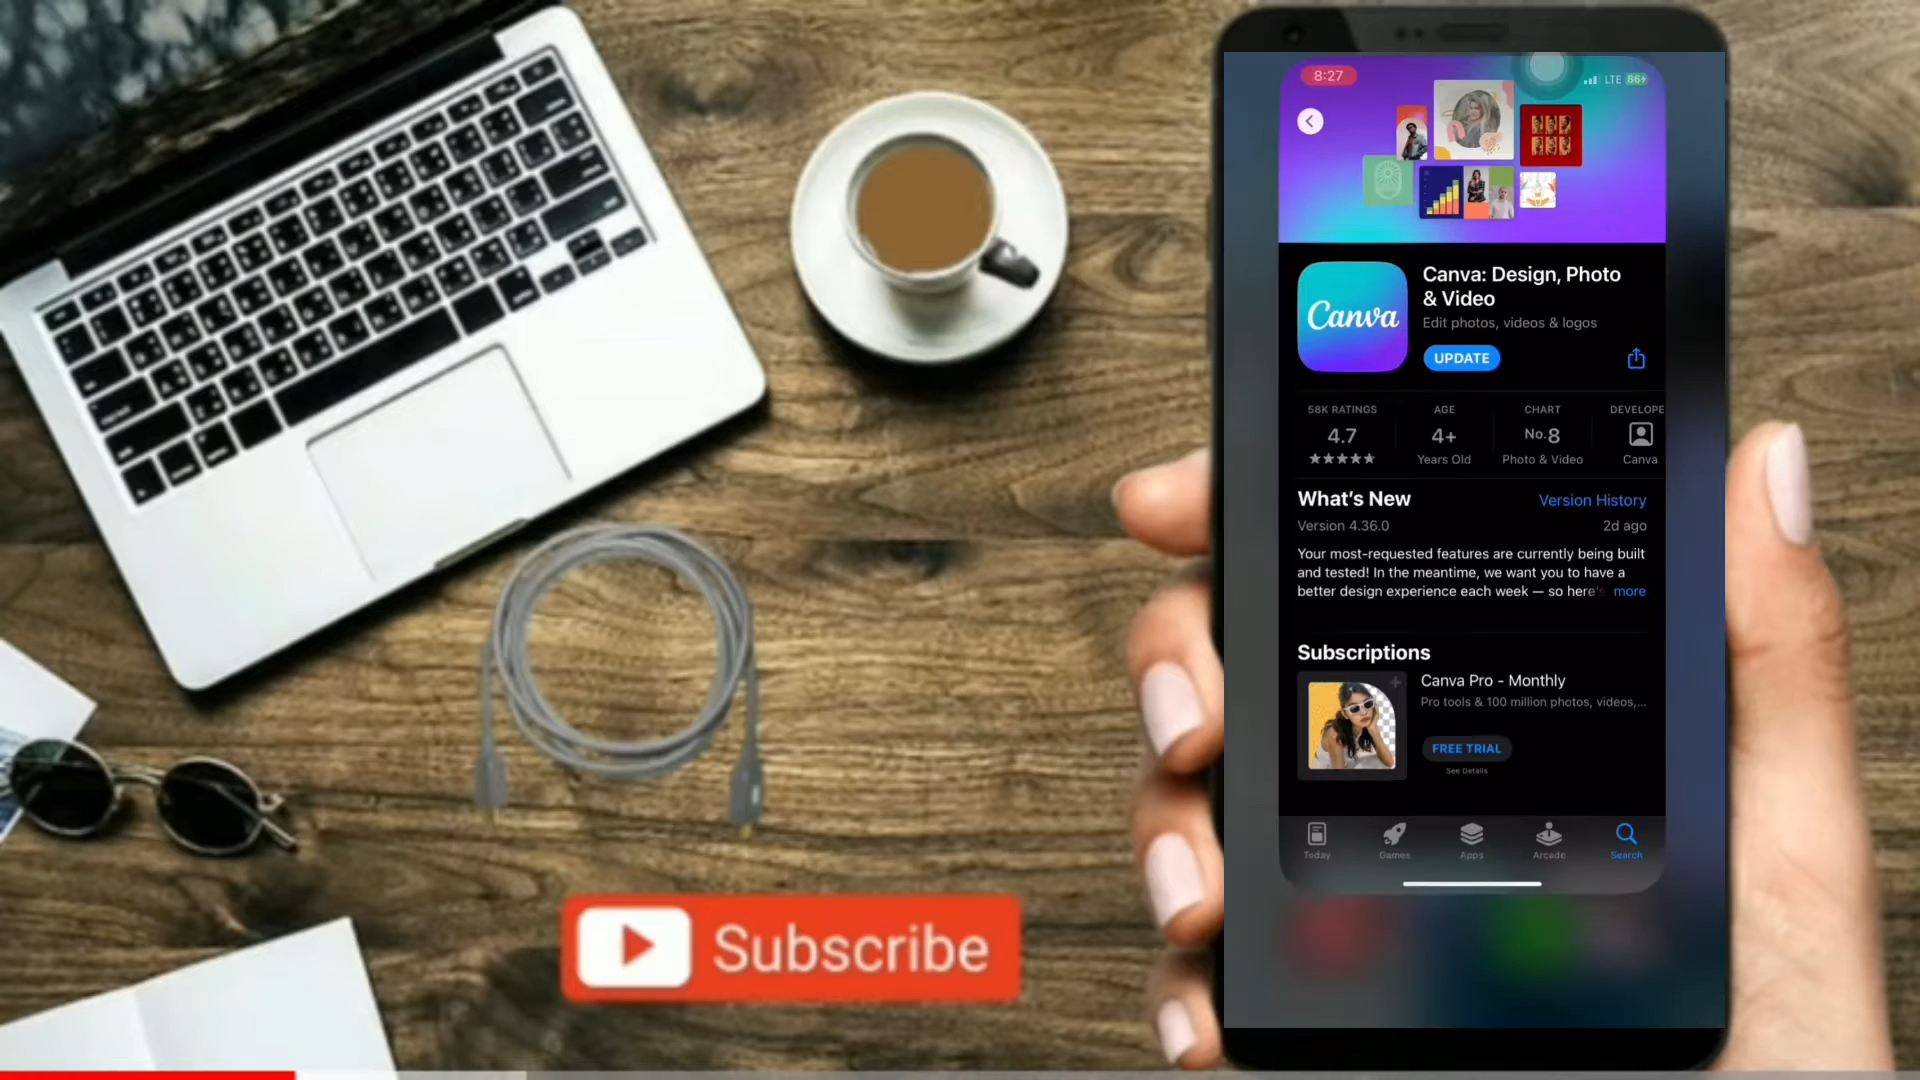 8:27
LTE 86
Canva
Canva: Design, Photo
& Video
Edit photos, videos & logos
UPDATE
58K RATINGS
4.7
AGE
4+
Years Old
CHART
No.8
Photo & Video
DEVELOPE
Canva
What's New
Version History
Version 4.36.0
2d ago
Your most-requested features are currently being built
and tested! In the meantime, we want you to have a
better design experience each week — so here's more
Subscriptions
Canva Pro - Monthly
Pro tools & 100 million photos, videos,...
FREE TRIAL
See Details
Today
Games
Apps
Arcade
Search
Subscribe